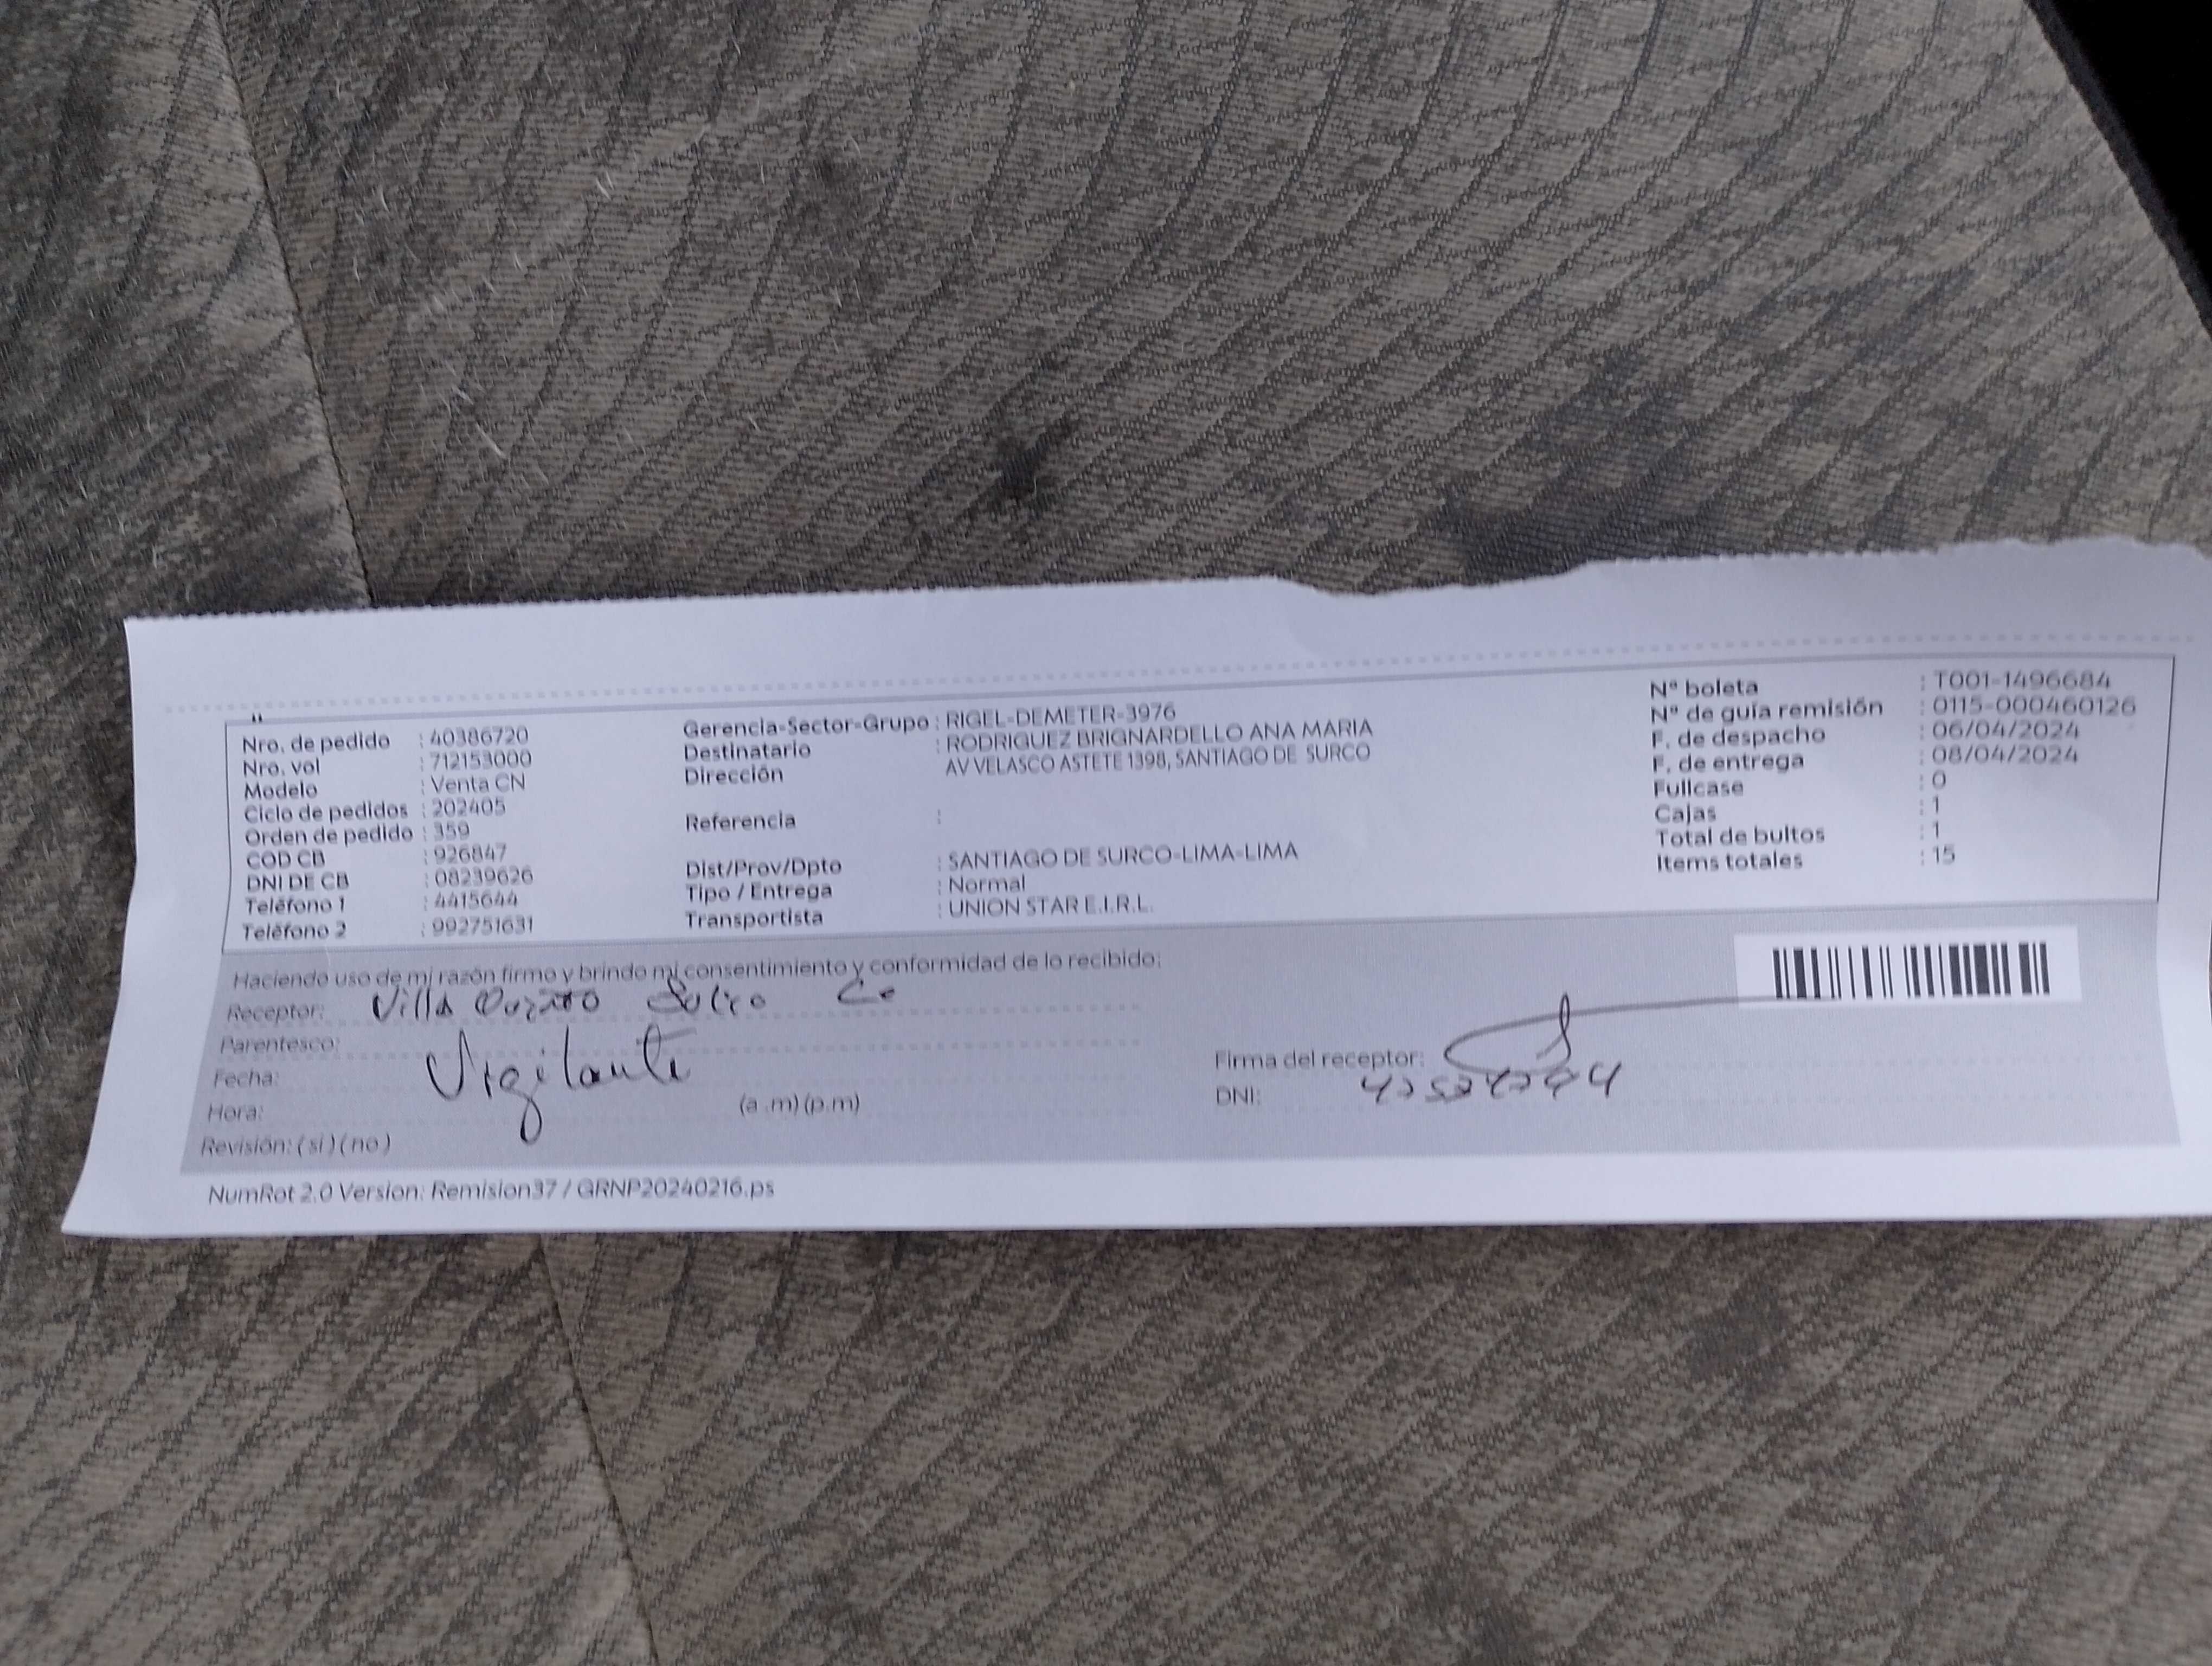 Nro. de pedido : 40386720
Nro. vol : 712153000
Modelo : Venta CN
Ciclo de pedidos : 202405
Orden de pedido : 359
COD CB : 926847
DNI DE CB : 08239626
Teléfono 1 : 4415644
Teléfono 2 : 992751631
Gerencia-Sector-Grupo : RIGEL-DEMETER-3976
Destinatario : RODRIGUEZ BRIGNARDELLO ANA MARIA
Dirección AV VELASCO ASTETE 1398, SANTIAGO DE SURCO
Referencia :
Dist/Prov/Dpto : SANTIAGO DE SURCO-LIMA-LIMA
Tipo / Entrega : Normal
Transportista : UNION STAR E.I.R.L.
N° boleta : T001-1496684
N° de guía remisión : 0115-000460126
F. de despacho : 06/04/2024
F. de entrega : 08/04/2024
Fullcase : 0
Cajas : 1
Total de bultos : 1
Items totales : 15
Haciendo uso de mi razón firmo y brindo mi consentimiento y conformidad de lo recibido:
Receptor: Villa
Parentesco:
Vigilante
Fecha:
Hora: (a .m) (p.m)
Revisión: ( si ) ( no )
Firma del receptor:
DNI:
NumRot 2.0 Version: Remision37 / GRNP20240216.ps